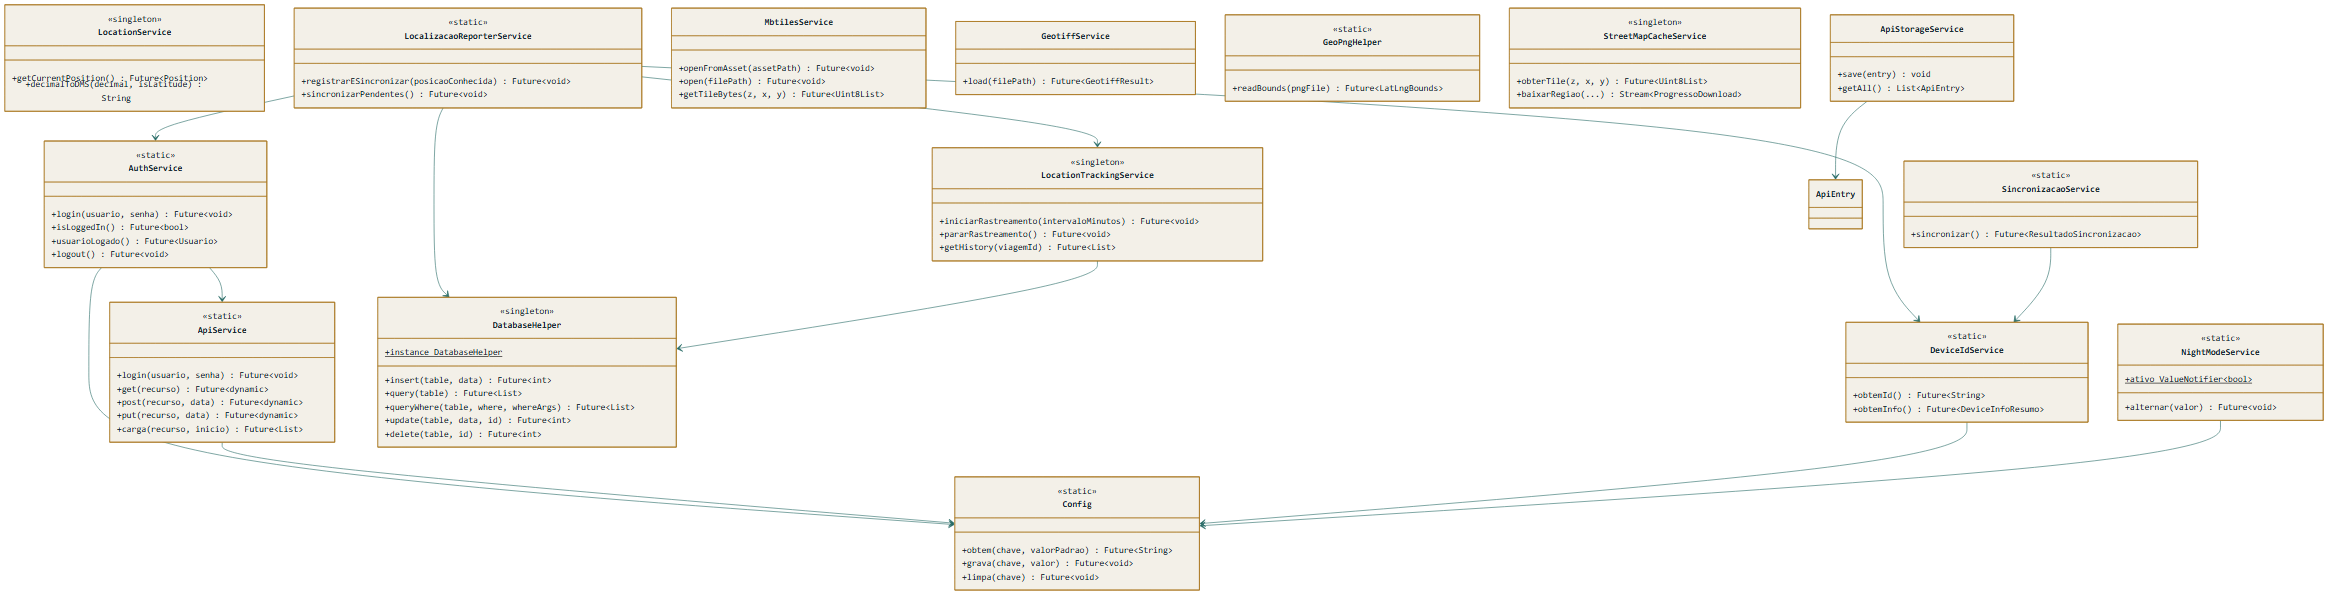 «singleton»
LocationService
+getCurrentPosition() : Future<Position>
+decimalToDMS(decimal, isLatitude) :
String
«static»
LocalizacaoReporterService
+registrarESincronizar(posicaoConhecida) : Future<void>
+sincronizarPendentes() : Future<void>
MbtilesService
+openFromAsset(assetPath) : Future<void>
+open(filePath) : Future<void>
+getTileBytes(z, x, y) : Future<Uint8List>
GeotiffService
+load(filePath) : Future<GeotiffResult>
«static»
GeoPngHelper
+readBounds(pngFile) : Future<LatLngBounds>
«singleton»
StreetMapCacheService
+obterTile(z, x, y) : Future<Uint8List>
+baixarRegiao(...) : Stream<ProgressoDownload>
ApiStorageService
+save(entry) : void
+getAll() : List<ApiEntry>
«static»
AuthService
+login(usuario, senha) : Future<void>
+isLoggedIn() : Future<bool>
+usuarioLogado() : Future<Usuario>
+logout() : Future<void>
«singleton»
LocationTrackingService
+iniciarRastreamento(intervaloMinutos) : Future<void>
+pararRastreamento() : Future<void>
+getHistory(viagemId) : Future<List>
ApiEntry
«static»
SincronizacaoService
+sincronizar() : Future<ResultadoSincronizacao>
«static»
ApiService
+login(usuario, senha) : Future<void>
+get(recurso) : Future<dynamic>
+post(recurso, data) : Future<dynamic>
+put(recurso, data) : Future<dynamic>
+carga(recurso, inicio) : Future<List>
«singleton»
DatabaseHelper
+instance DatabaseHelper
+insert(table, data) : Future<int>
+query(table) : Future<List>
+queryWhere(table, where, whereArgs) : Future<List>
+update(table, data, id) : Future<int>
+delete(table, id) : Future<int>
«static»
DeviceIdService
+obtemId() : Future<String>
+obtemInfo() : Future<DeviceInfoResumo>
«static»
NightModeService
+ativo ValueNotifier<bool>
+alternar(valor) : Future<void>
«static»
Config
+obtem(chave, valorPadrao) : Future<String>
+grava(chave, valor) : Future<void>
+limpa(chave) : Future<void>